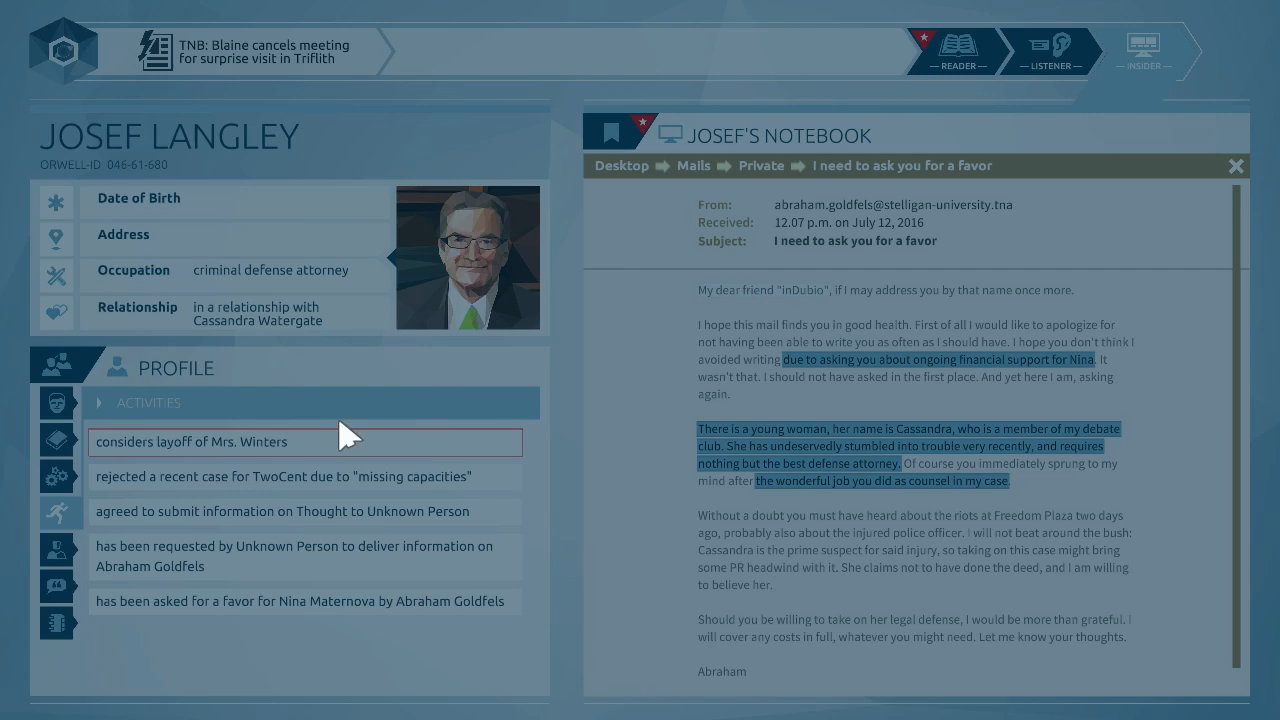 TNB: Blaine cancels meeting
for surprise visit in Triflith
— READER —
— LISTENER —
— INSIDER —
JOSEF LANGLEY
ORWELL-ID 046-61-680
Date of Birth
Address
Occupation criminal defense attorney
Relationship in a relationship with
Cassandra Watergate
PROFILE
ACTIVITIES
considers layoff of Mrs. Winters
rejected a recent case for TwoCent due to "missing capacities"
agreed to submit information on Thought to Unknown Person
has been requested by Unknown Person to deliver information on
Abraham Goldfels
has been asked for a favor for Nina Maternova by Abraham Goldfels
JOSEF'S NOTEBOOK
Desktop Mails Private I need to ask you for a favor
From: abraham.goldfels@stelligan-university.tna
Received: 12.07 p.m. on July 12, 2016
Subject: I need to ask you for a favor
My dear friend "inDubio", if I may address you by that name once more.
I hope this mail finds you in good health. First of all I would like to apologize for
not having been able to write you as often as I should have. I hope you don't think I
avoided writing due to asking you about ongoing financial support for Nina. It
wasn't that. I should not have asked in the first place. And yet here I am, asking
again.
There is a young woman, her name is Cassandra, who is a member of my debate
club. She has undeservedly stumbled into trouble very recently, and requires
nothing but the best defense attorney. Of course you immediately sprung to my
mind after the wonderful job you did as counsel in my case.
Without a doubt you must have heard about the riots at Freedom Plaza two days
ago, probably also about the injured police officer. I will not beat around the bush:
Cassandra is the prime suspect for said injury, so taking on this case might bring
some PR headwind with it. She claims not to have done the deed, and I am willing
to believe her.
Should you be willing to take on her legal defense, I would be more than grateful. I
will cover any costs in full, whatever you might need. Let me know your thoughts.
Abraham